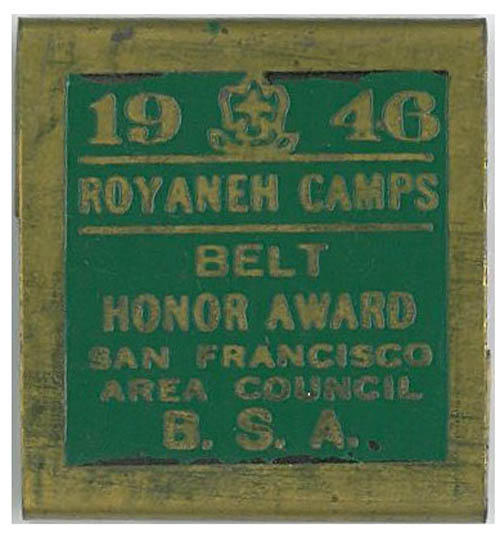 19 46
ROYANEH CAMPS
BELT
HONOR AWARD
SAN FRANCISCO
AREA COUNCIL
B. S. A.